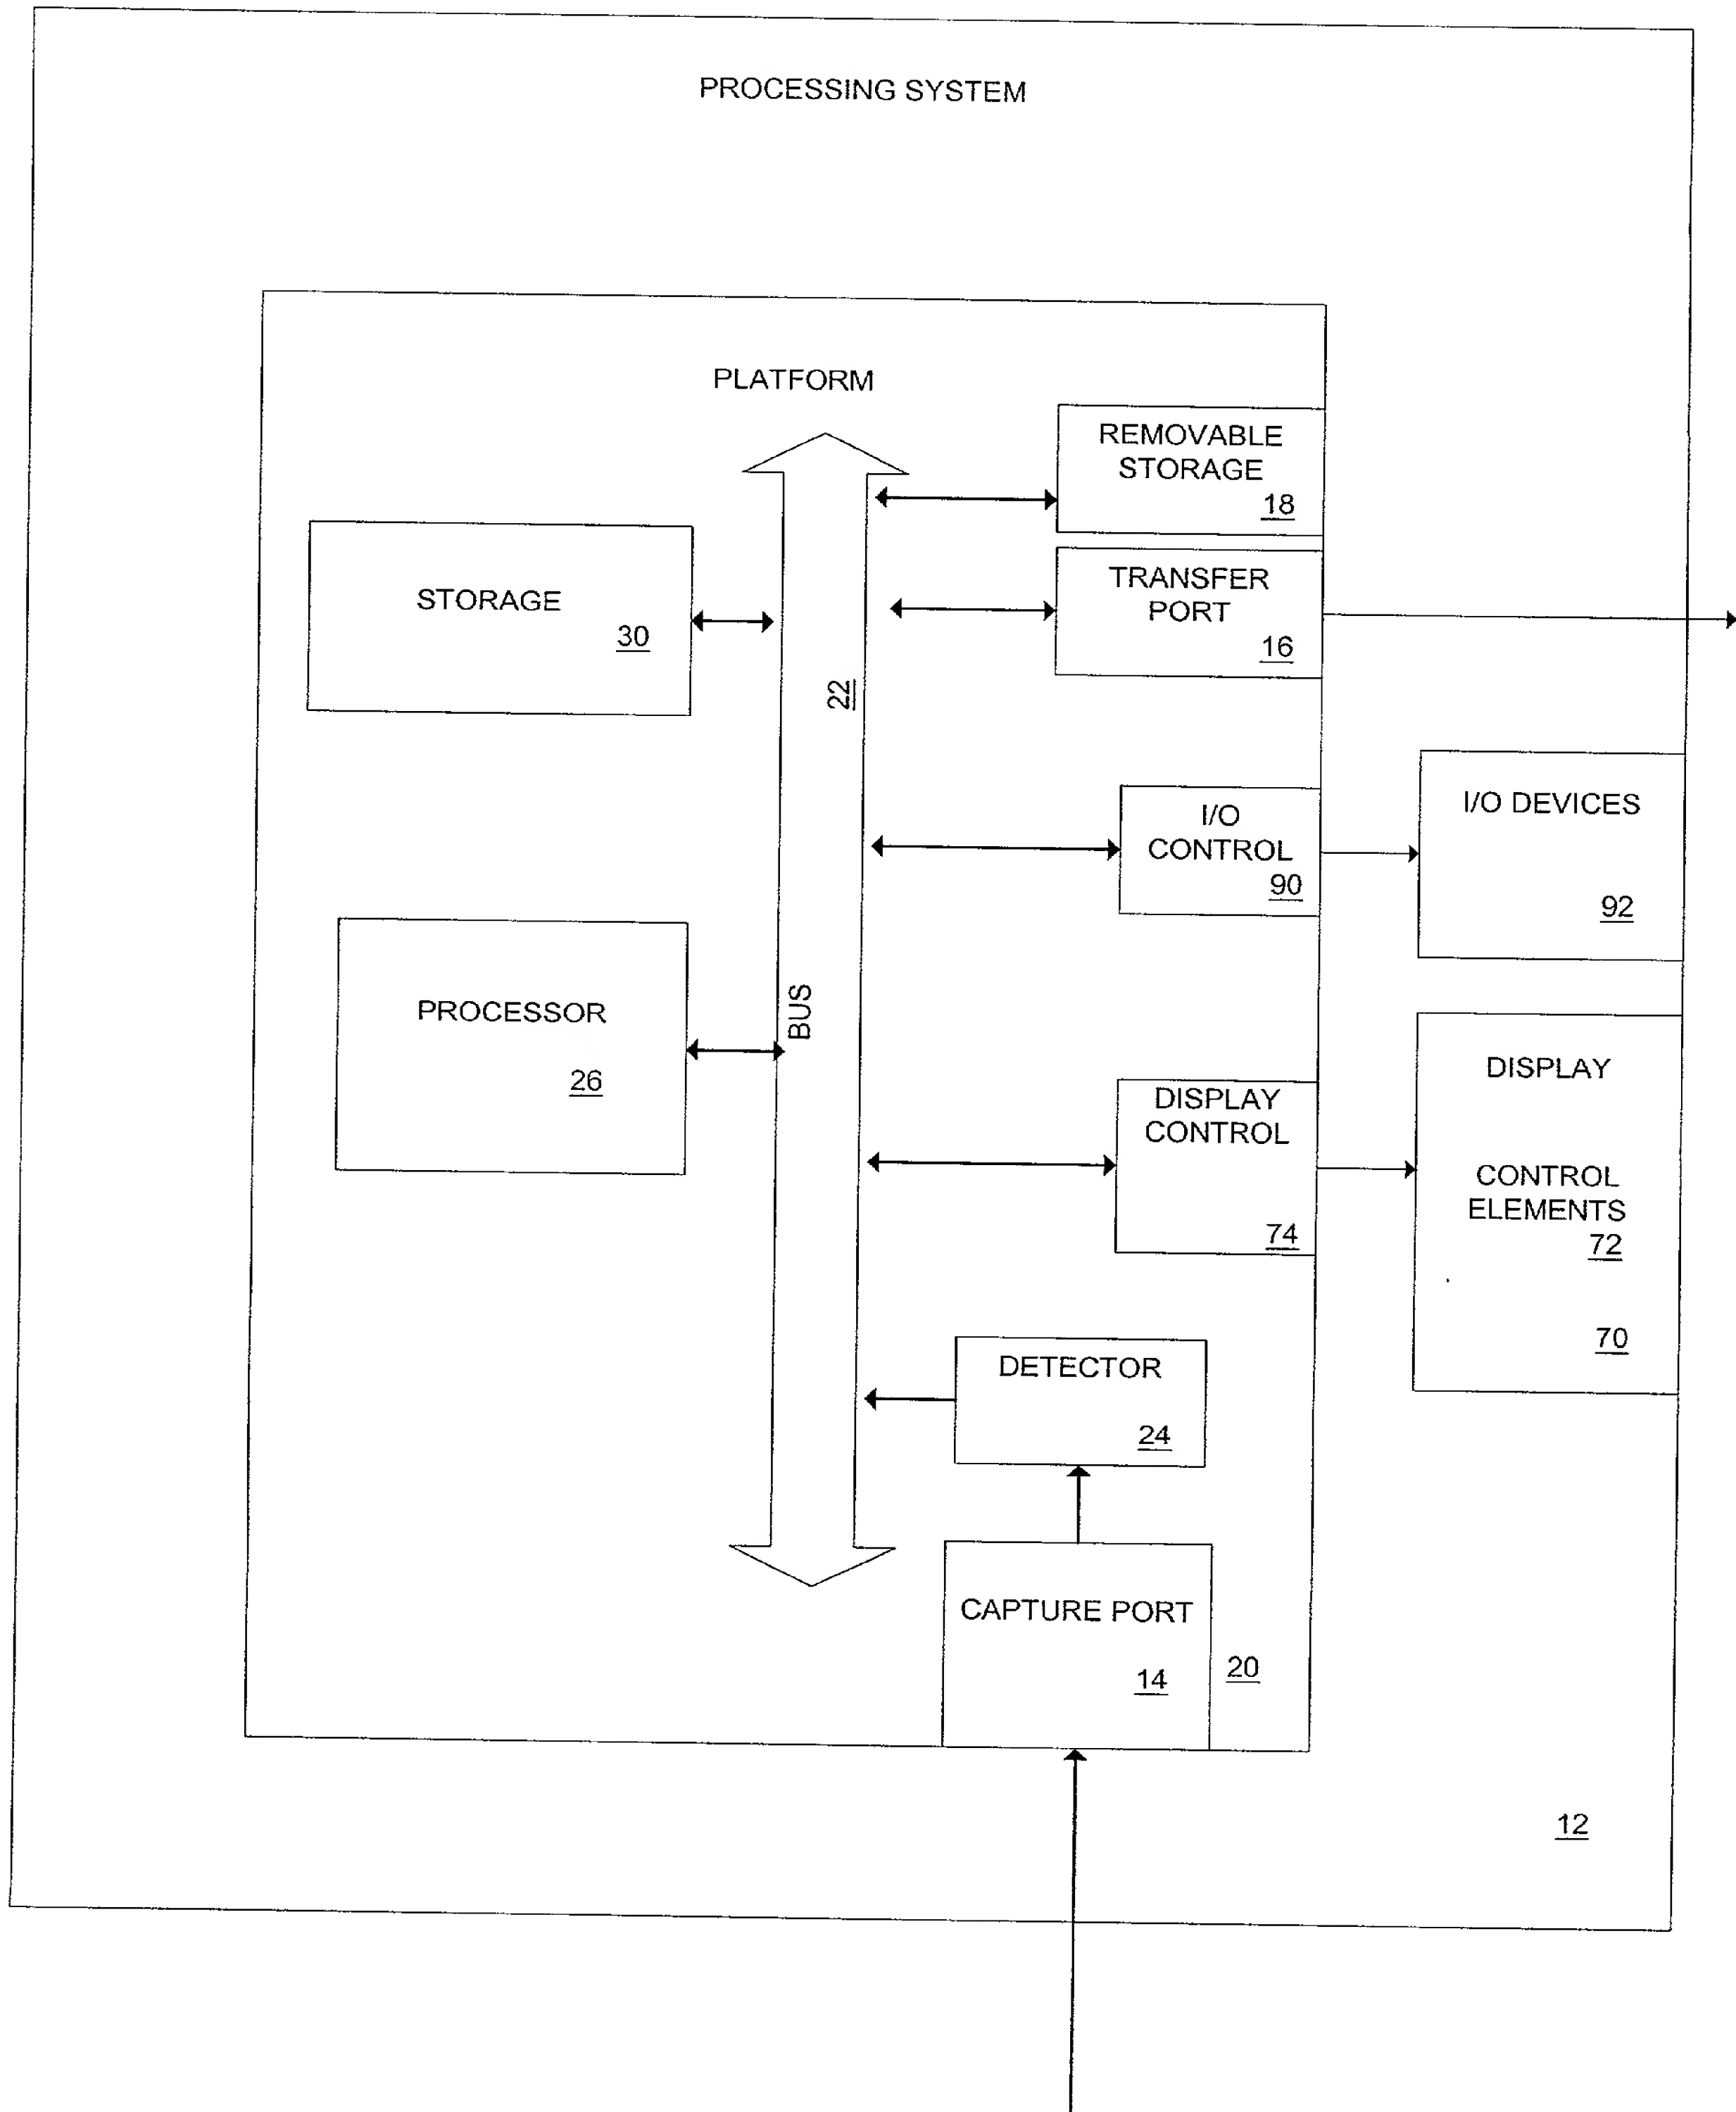 PROCESSING SYSTEM
PLATFORM
REMOVABLE
STORAGE
18
TRANSFER
PORT
16
STORAGE
30
22
I/O
CONTROL
90
I/O DEVICES
92
PROCESSOR
26
BUS
DISPLAY
CONTROL
74
DISPLAY
CONTROL
ELEMENTS
72
70
DETECTOR
24
CAPTURE PORT
14
20
12